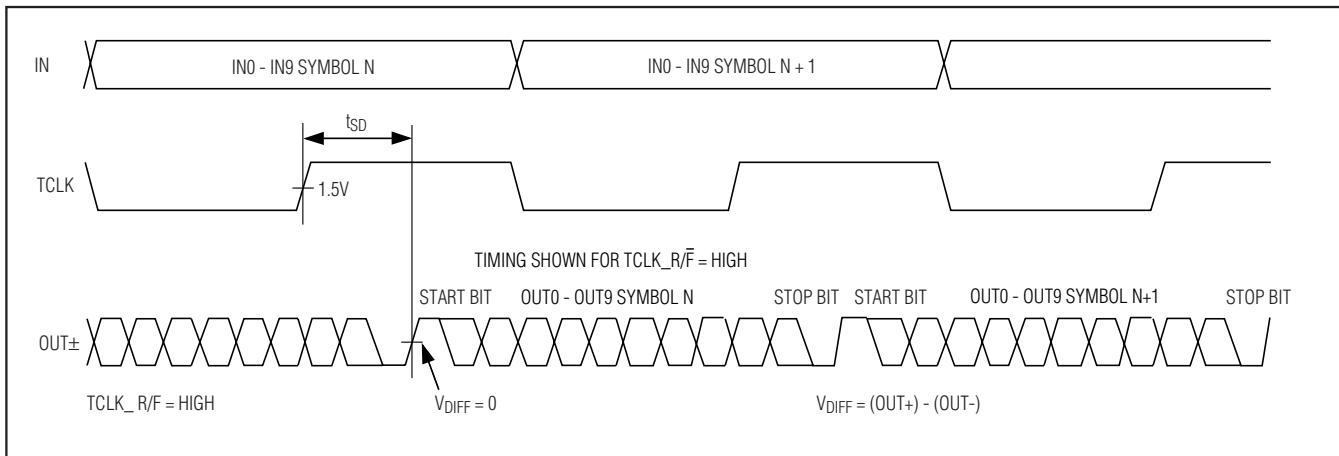 IN
IN0 - IN9 SYMBOL N
IN0 - IN9 SYMBOL N + 1
tSD
TCLK
1.5V
TIMING SHOWN FOR TCLK_R/F̅ = HIGH
START BIT
OUT0 - OUT9 SYMBOL N
STOP BIT
START BIT
OUT0 - OUT9 SYMBOL N+1
STOP BIT
OUT±
TCLK_ R/F = HIGH
VDIFF = 0
VDIFF = (OUT+) - (OUT-)